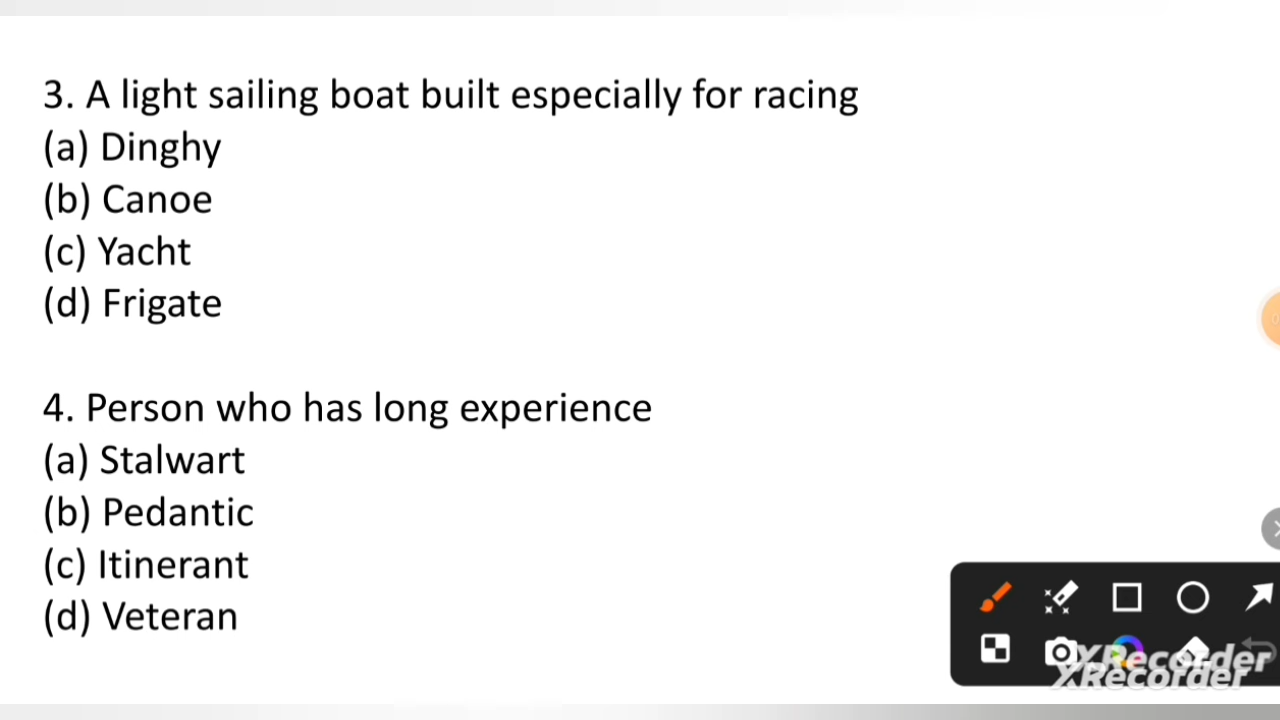 3. A light sailing boat built especially for racing
(a) Dinghy
(b) Canoe
(c) Yacht
(d) Frigate
4. Person who has long experience
(a) Stalwart
(b) Pedantic
(c) Itinerant
(d) Veteran
XRecorder
XRecorder